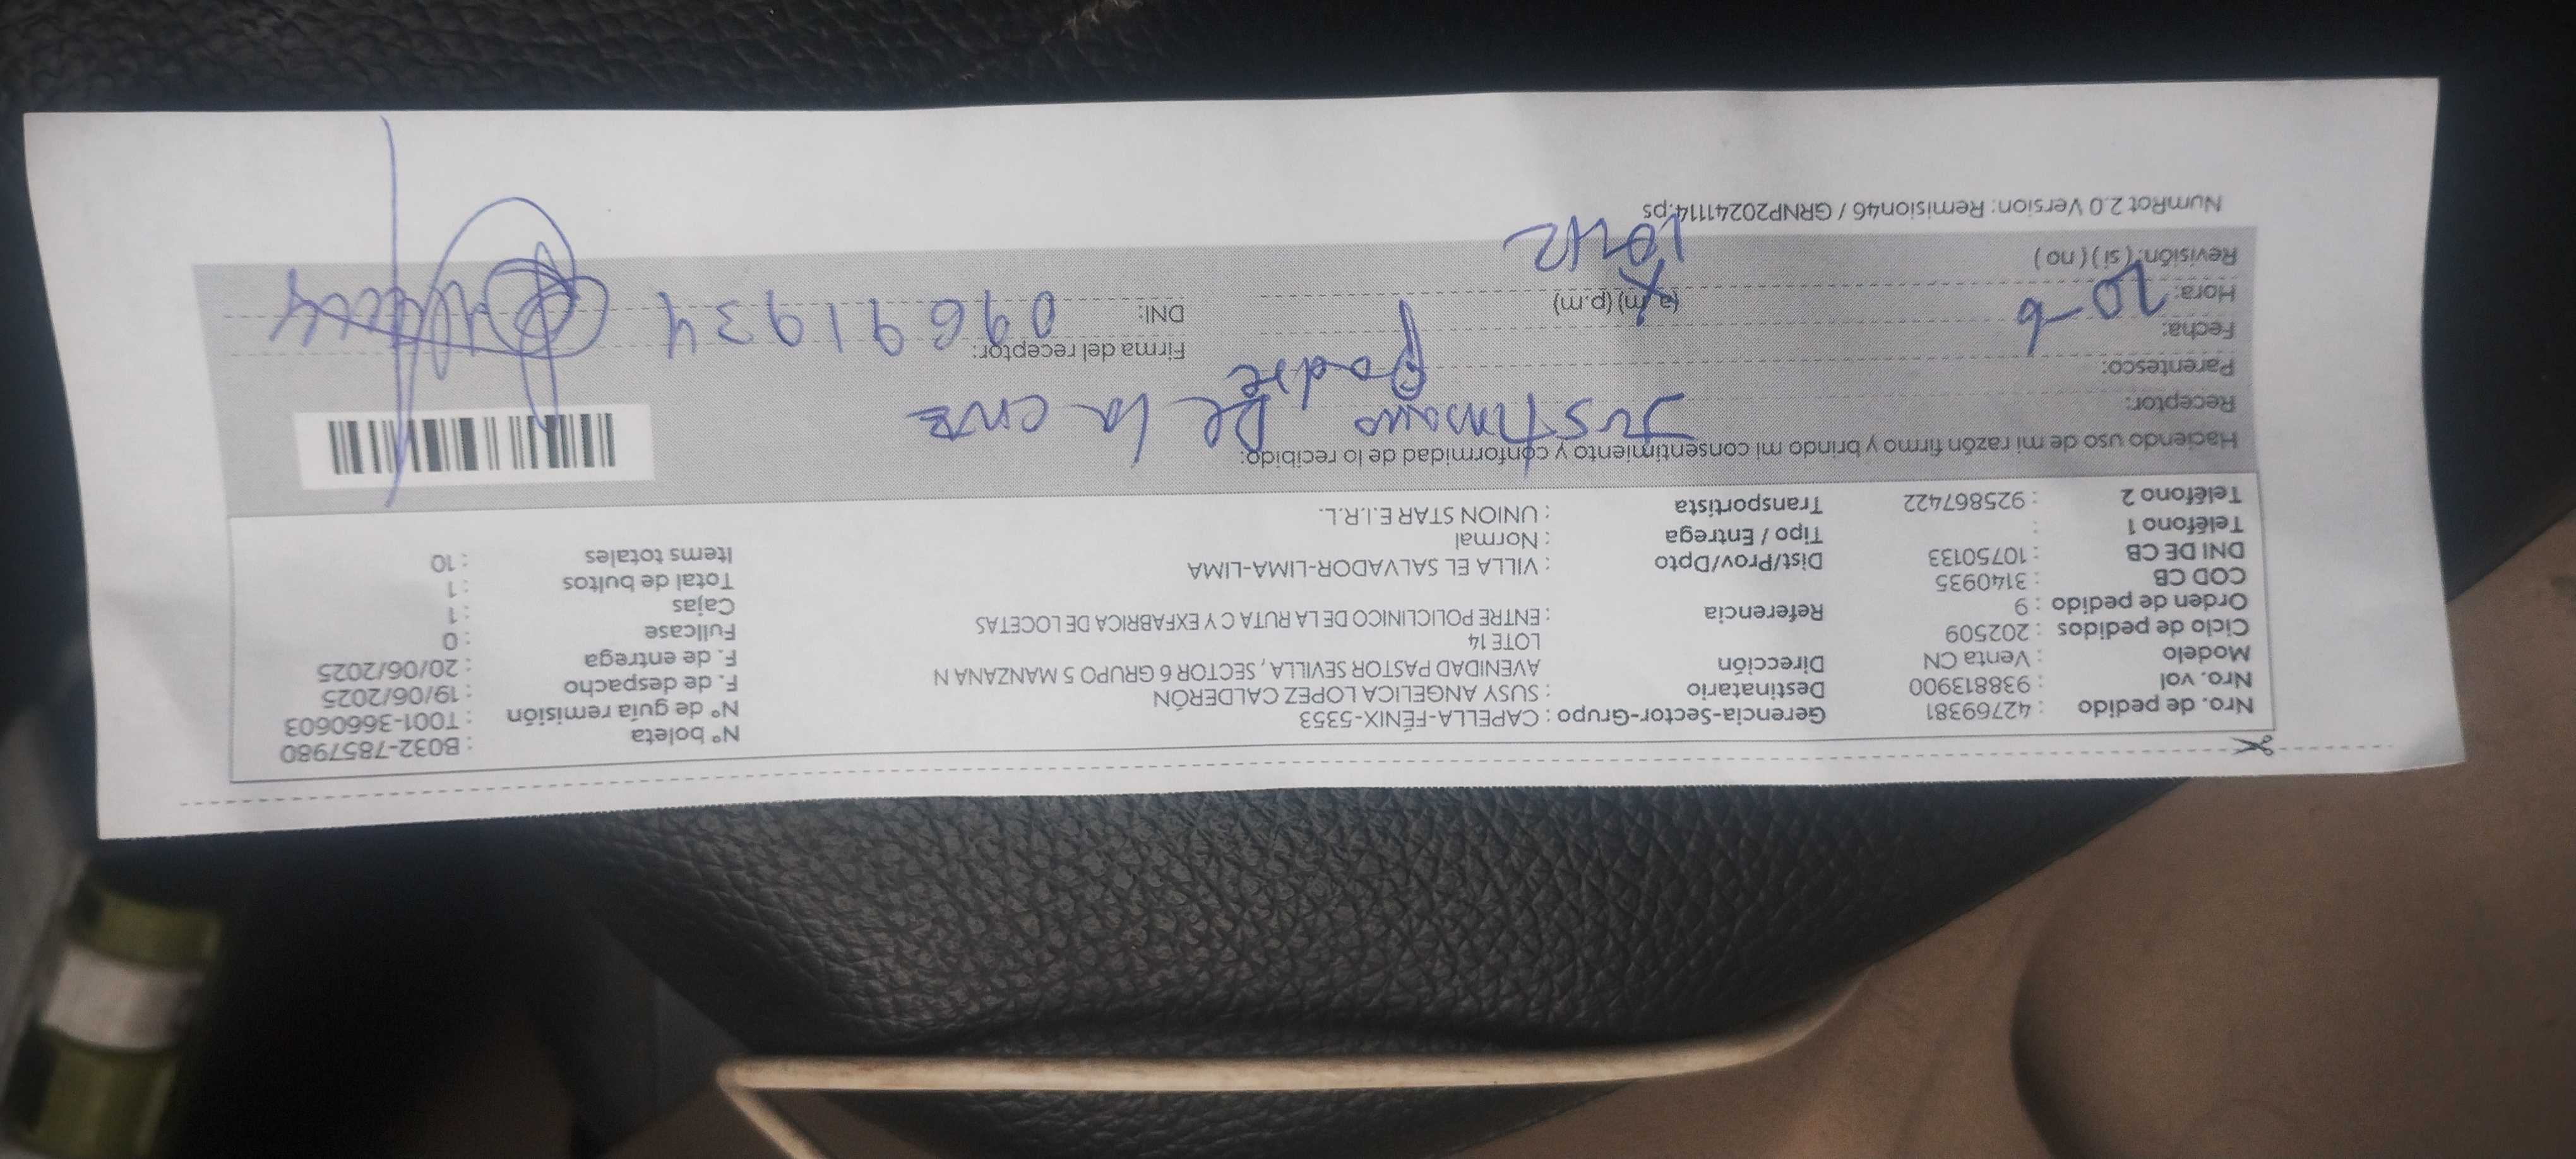 Nro. de pedido : 42769381
Nro. vol : 938813900
Modelo : Venta CN
Ciclo de pedidos : 202509
Orden de pedido : 9
COD CB : 3140935
DNI DE CB : 10750133
Teléfono 1 :
Teléfono 2 : 925867422
Gerencia-Sector-Grupo : CAPELLA-FÉNIX-5353
Destinatario : SUSY ANGELICA LOPEZ CALDERÓN
Dirección AVENIDAD PASTOR SEVILLA , SECTOR 6 GRUPO 5 MANZANA N
LOTE 14
Referencia : ENTRE POLICLINICO DE LA RUTA C Y EXFABRICA DE LOCETAS
Dist/Prov/Dpto : VILLA EL SALVADOR-LIMA-LIMA
Tipo / Entrega : Normal
Transportista : UNION STAR E.I.R.L.
Nº boleta : B032-7857980
Nº de guía remisión : T001-3660603
F. de despacho : 19/06/2025
F. de entrega : 20/06/2025
Fullcase : 0
Cajas : 1
Total de bultos : 1
Items totales : 10
Haciendo uso de mi razón firmo y brindo mi consentimiento y conformidad de lo recibido:
Receptor: Justiniano De la cruz
Parentesco: Padre
Fecha: 20-6
Hora: (a.m) (p.m)
10 42
Revisión: ( si ) ( no )
Firma del receptor:
DNI: 09691934
NumRot 2.0 Version: Remision46 / GRNP20241114.ps